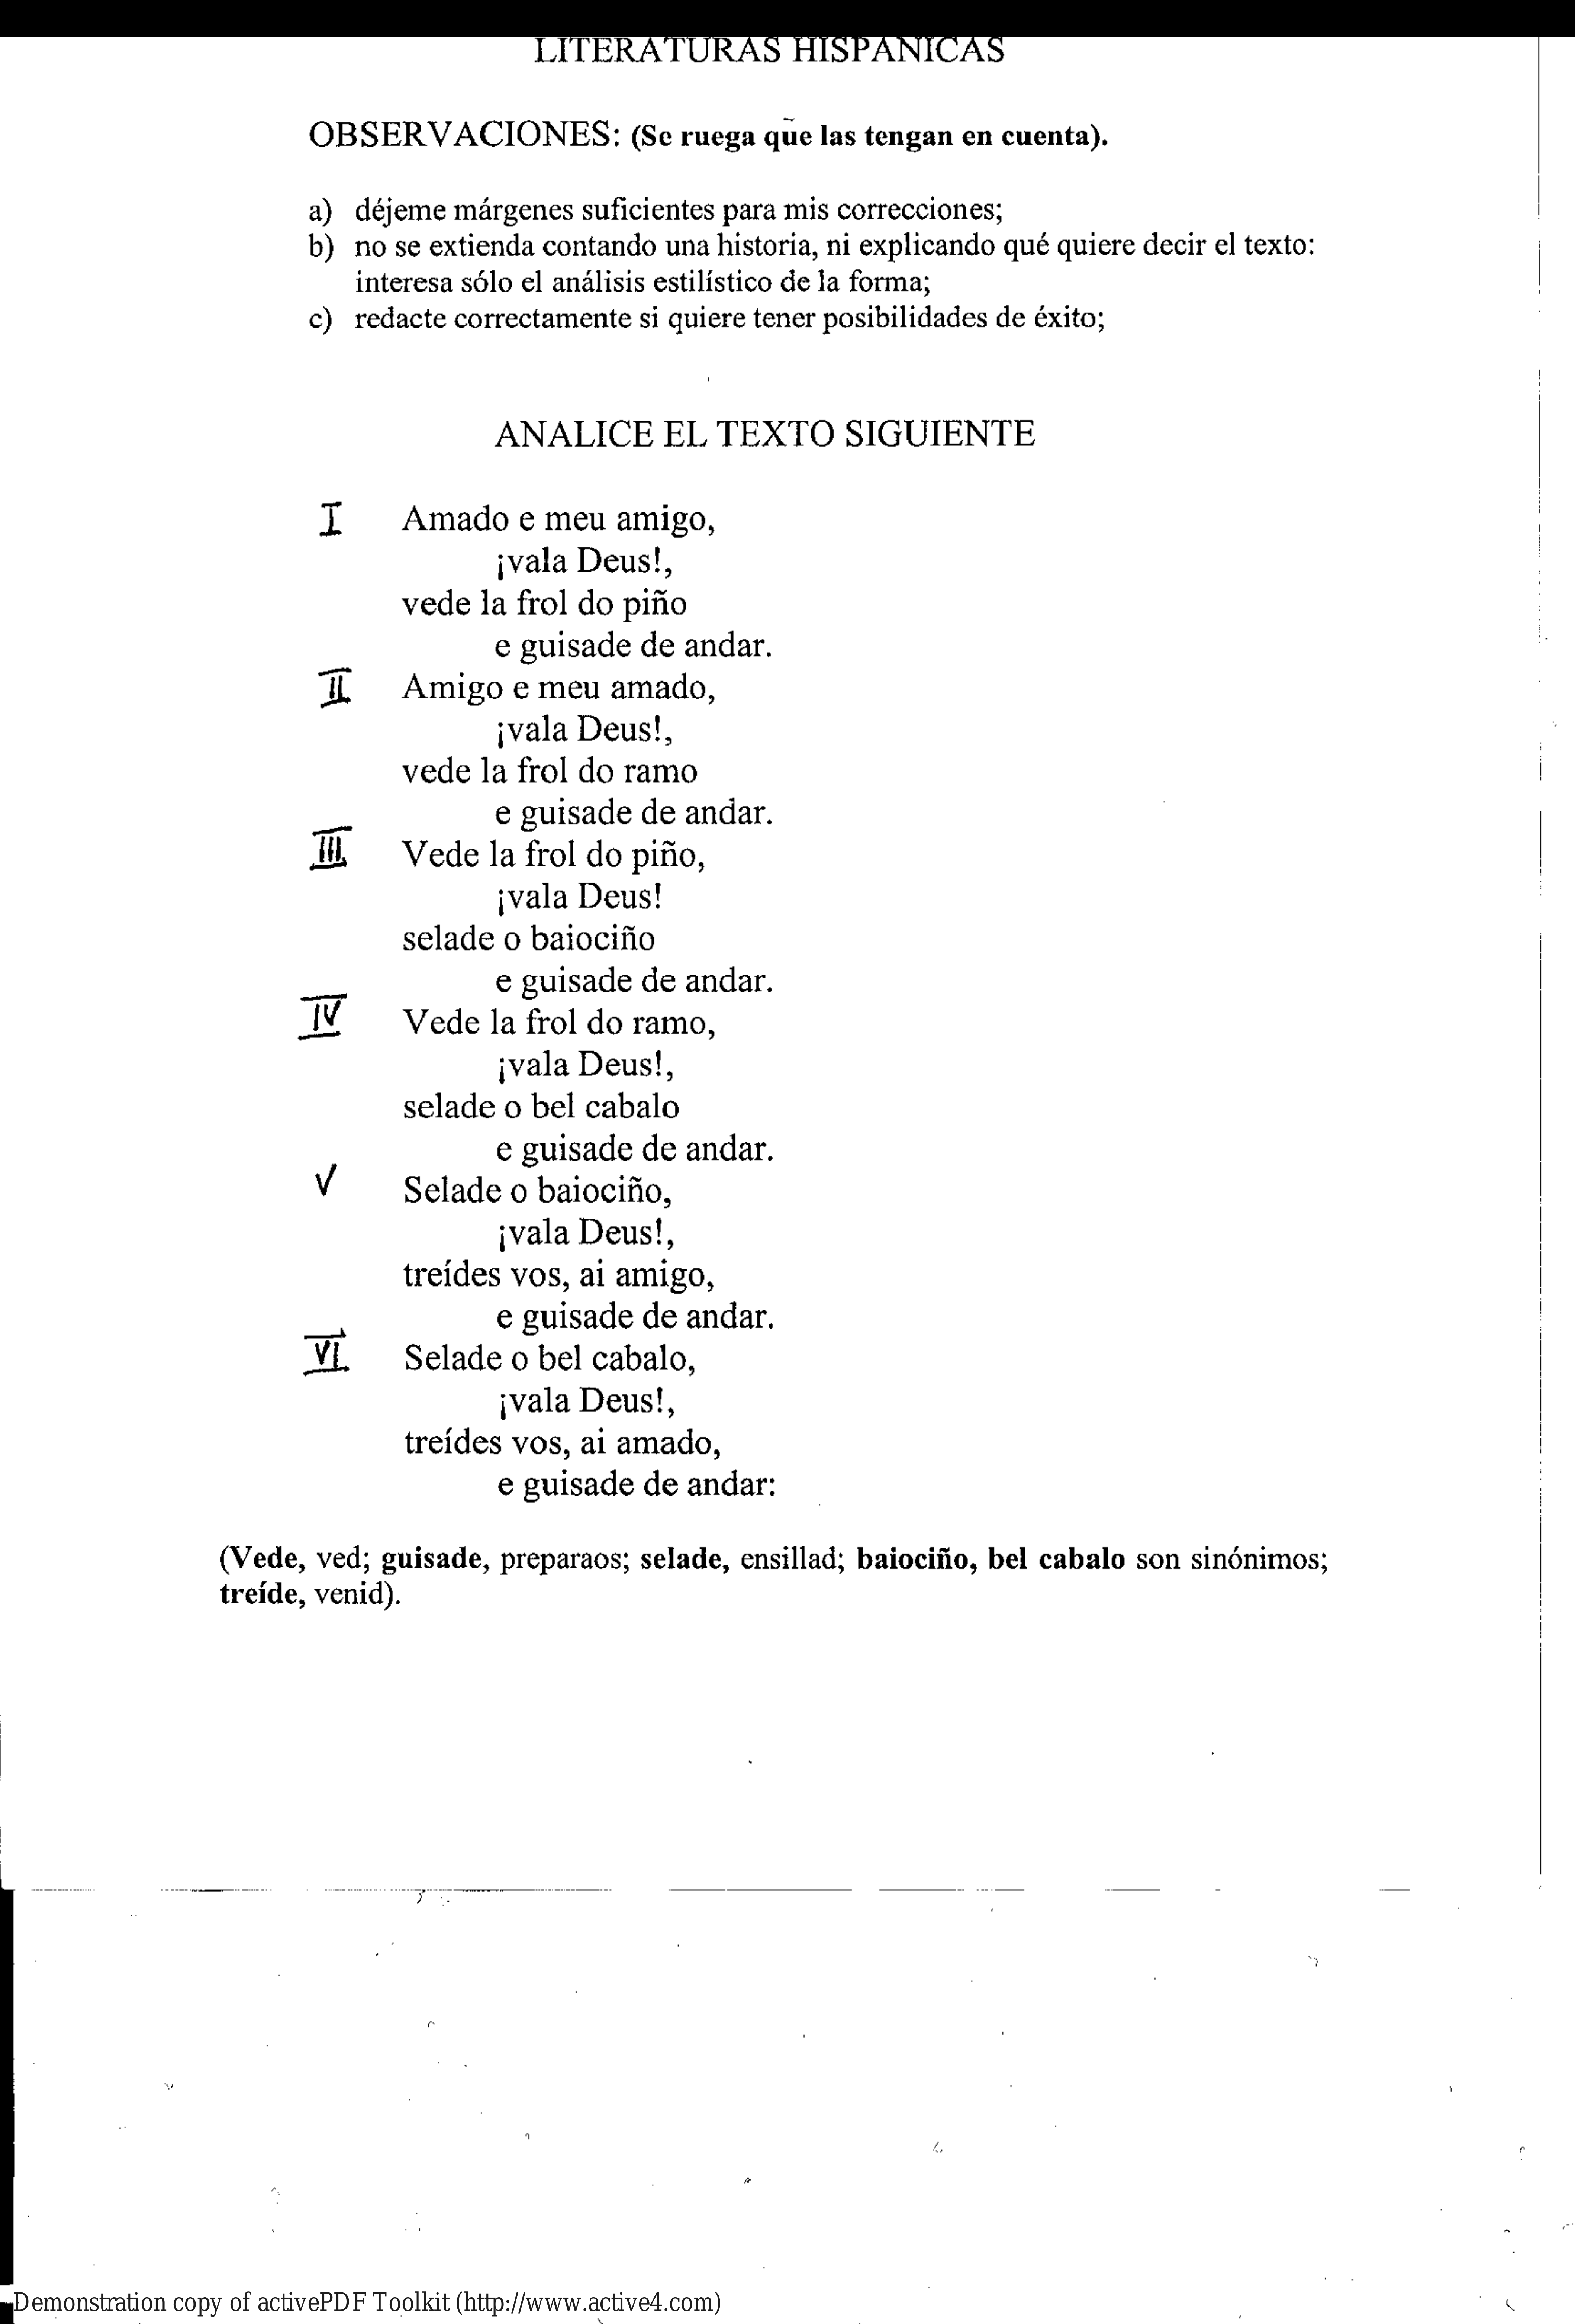 LITERATURAS HISPANICAS
OBSERVACIONES: (Se ruega que las tengan en cuenta).
a) déjeme márgenes suficientes para mis correcciones;
b) no se extienda contando una historia, ni explicando qué quiere decir el texto:
interesa sólo el análisis estilístico de la forma;
c) redacte correctamente si quiere tener posibilidades de éxito;
ANALICE EL TEXTO SIGUIENTE
I Amado e meu amigo,
¡vala Deus!,
vede la frol do piño
e guisade de andar.
II Amigo e meu amado,
¡vala Deus!,
vede la frol do ramo
e guisade de andar.
III Vede la frol do piño,
¡vala Deus!
selade o baiociño
e guisade de andar.
IV Vede la frol do ramo,
¡vala Deus!,
selade o bel cabalo
e guisade de andar.
V Selade o baiociño,
¡vala Deus!,
treídes vos, ai amigo,
e guisade de andar.
VI Selade o bel cabalo,
¡vala Deus!,
treídes vos, ai amado,
e guisade de andar:
(Vede, ved; guisade, preparaos; selade, ensillad; baiociño, bel cabalo son sinónimos;
treíde, venid).
Demonstration copy of activePDF Toolkit (http://www.active4.com)